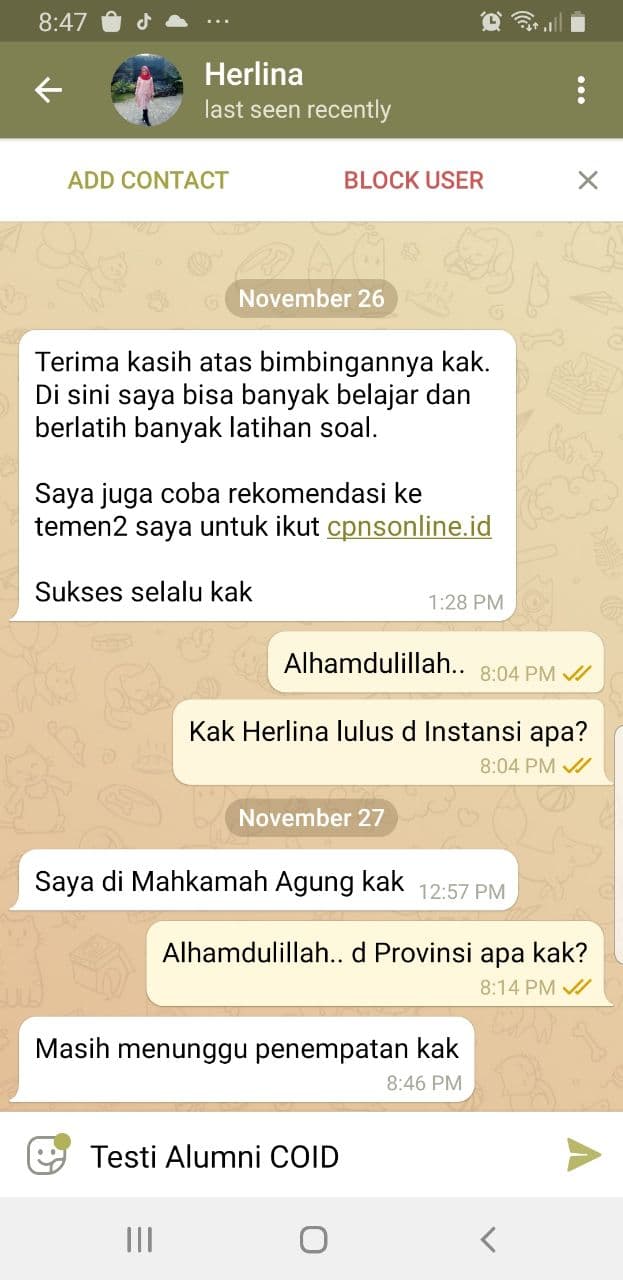 8:47
Herlina
last seen recently
ADD CONTACT
BLOCK USER
November 26
Terima kasih atas bimbingannya kak.
Di sini saya bisa banyak belajar dan
berlatih banyak latihan soal.
Saya juga coba rekomendasi ke
temen2 saya untuk ikut cpnsonline.id
Sukses selalu kak
1:28 PM
Alhamdulillah.. 8:04 PM
Kak Herlina lulus d Instansi apa?
8:04 PM
November 27
Saya di Mahkamah Agung kak 12:57 PM
Alhamdulillah.. d Provinsi apa kak?
8:14 PM
Masih menunggu penempatan kak
8:46 PM
Testi Alumni COID